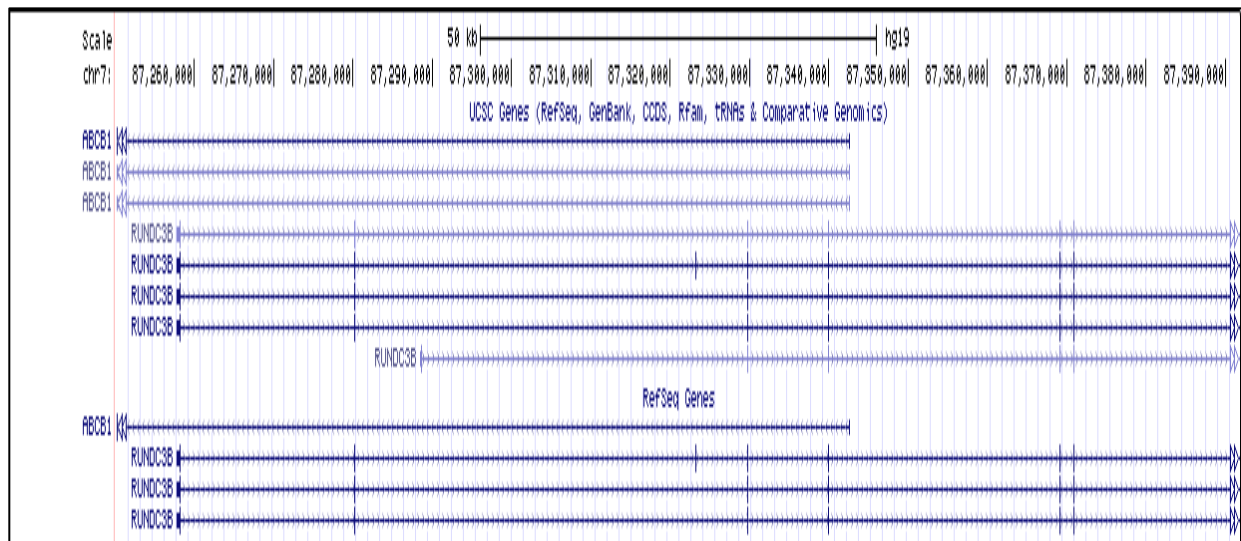 Scale 50 kb hg19
chr7: 87,260,000 87,270,000 87,280,000 87,290,000 87,300,000 87,310,000 87,320,000 87,330,000 87,340,000 87,350,000 87,360,000 87,370,000 87,380,000 87,390,000
UCSC Genes (RefSeq, GenBank, CCDS, Rfam, tRNAs & Comparative Genomics)
ABCB1
ABCB1
ABCB1
RUNDC3B
RUNDC3B
RUNDC3B
RUNDC3B
RUNDC3B
RefSeq Genes
ABCB1
RUNDC3B
RUNDC3B
RUNDC3B